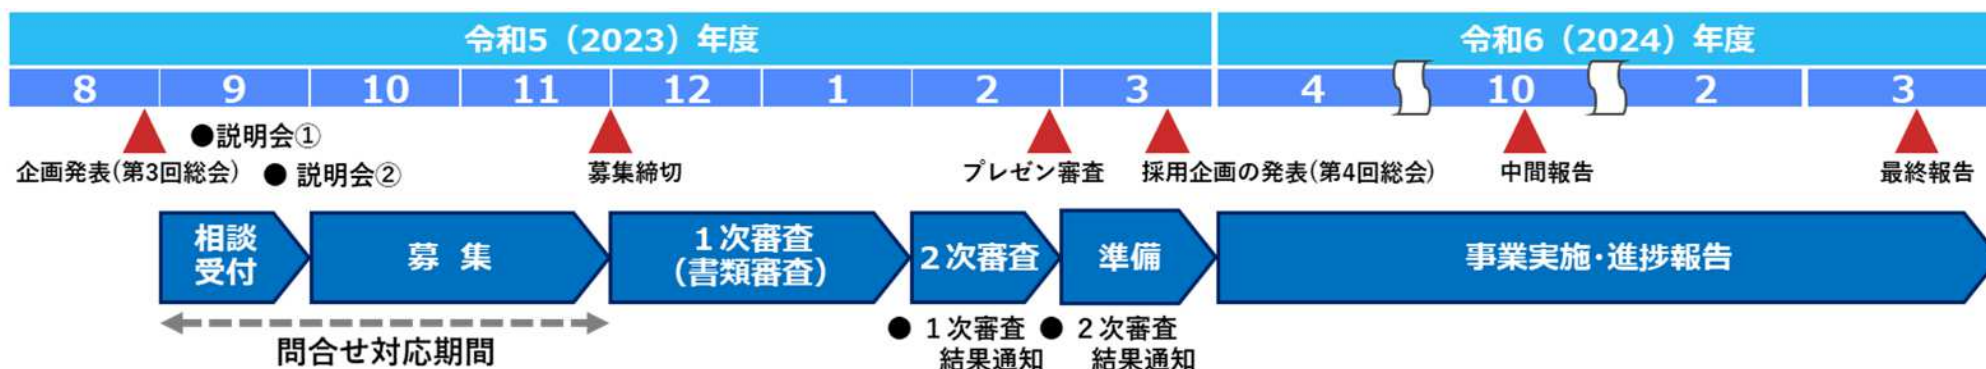 令和5（2023）年度
令和6（2024）年度
8 9 10 11 12 1 2 3 4 10 2 3
●説明会①
企画発表(第3回総会)
● 説明会②
募集締切
プレゼン審査
採用企画の発表(第4回総会)
中間報告
最終報告
相談
受付
募 集
１次審査
（書類審査）
２次審査
準備
事業実施・進捗報告
問合せ対応期間
● １次審査
結果通知
● ２次審査
結果通知